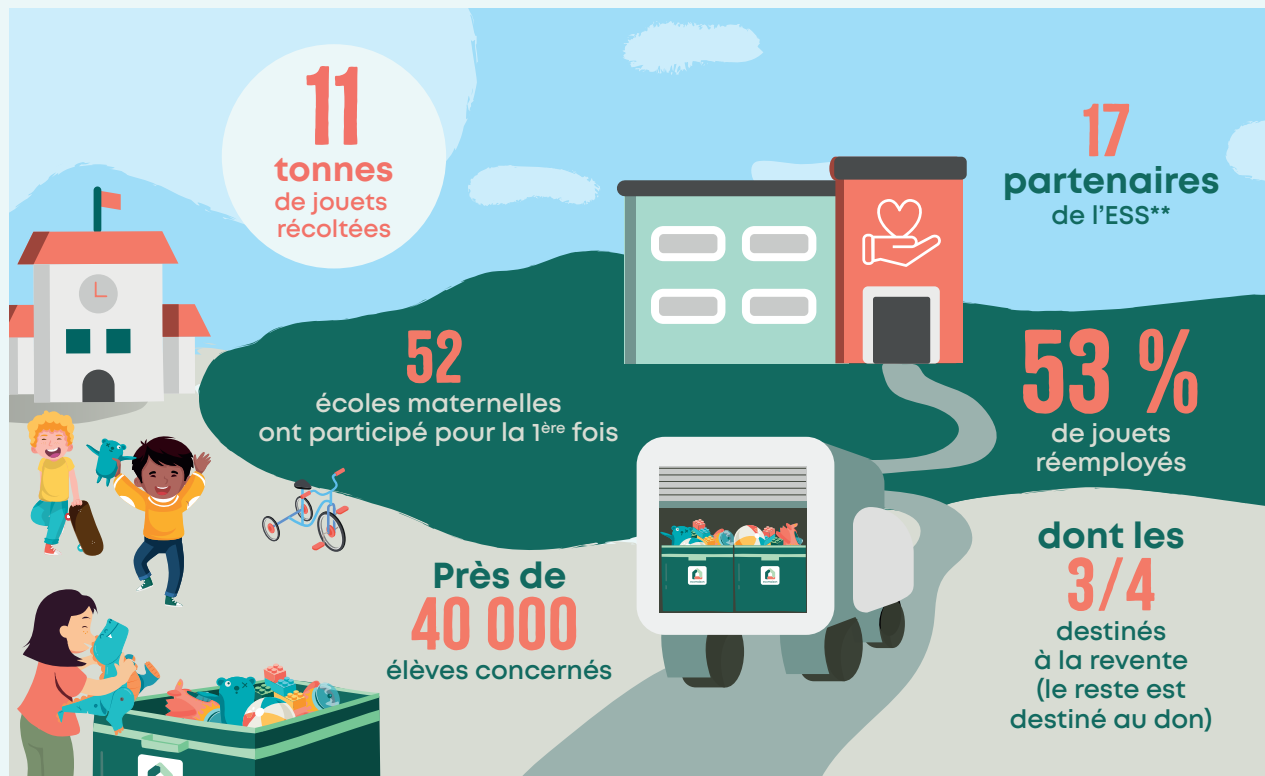 11
tonnes
de jouets
récoltées
17
partenaires
de l'ESS**
52
écoles maternelles
ont participé pour la 1ère fois
53 %
de jouets
réemployés
Près de
40 000
élèves concernés
dont les
3/4
destinés
à la revente
(le reste est
destiné au don)